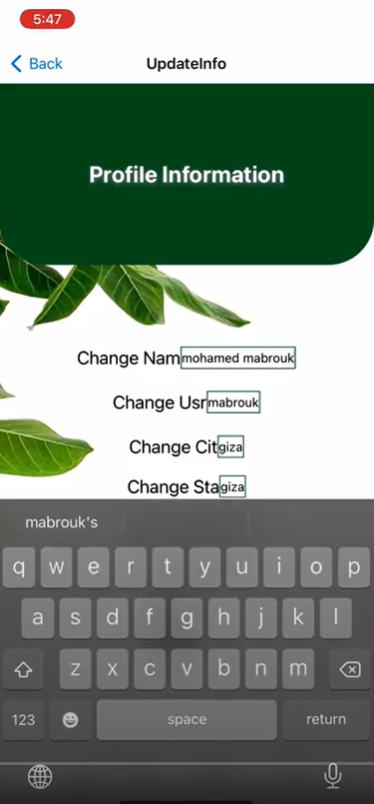 5:47
Back UpdateInfo
Profile Information
Change Nam mohamed mabrouk
Change Usr mabrouk
Change Cit giza
Change Sta giza
mabrouk's
q w e r t y u i o p
a s d f g h j k l
z x c v b n m
123 space return